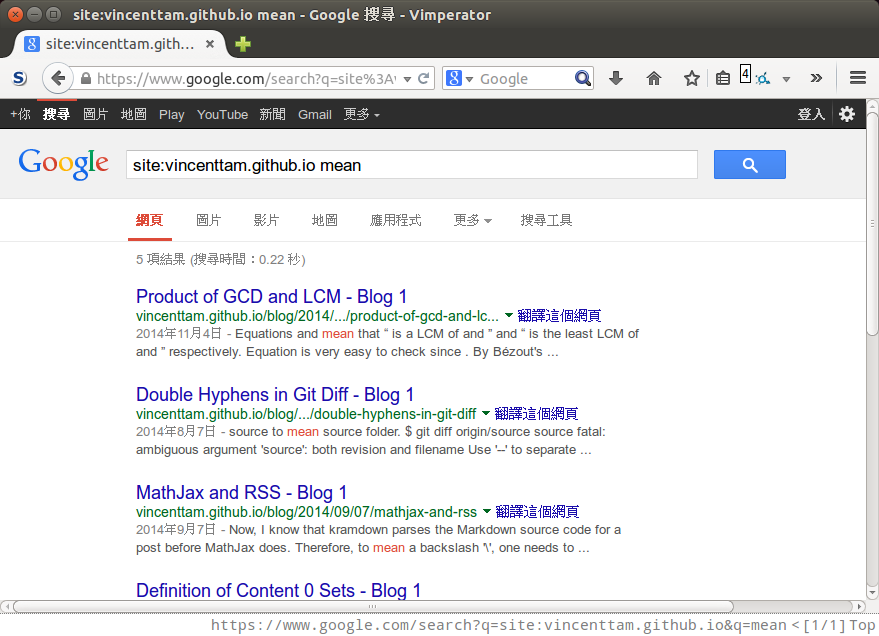 site:vincenttam.github.io mean - Google 搜尋 - Vimperator
site:vincenttam.gith...
https://www.google.com/search?q=site%3Av
Google
4
+你 搜尋 圖片 地圖 Play YouTube 新聞 Gmail 更多 登入
Google
site:vincenttam.github.io mean
網頁 圖片 影片 地圖 應用程式 更多 搜尋工具
5 項結果 (搜尋時間：0.22 秒)
Product of GCD and LCM - Blog 1
vincenttam.github.io/blog/2014/.../product-of-gcd-and-lc... 翻譯這個網頁
2014年11月4日 - Equations and mean that “ is a LCM of and ” and “ is the least LCM of
and ” respectively. Equation is very easy to check since . By Bézout's ...
Double Hyphens in Git Diff - Blog 1
vincenttam.github.io/blog/.../double-hyphens-in-git-diff 翻譯這個網頁
2014年8月7日 - source to mean source folder. $ git diff origin/source source fatal:
ambiguous argument 'source': both revision and filename Use '--' to separate ...
MathJax and RSS - Blog 1
vincenttam.github.io/blog/2014/09/07/mathjax-and-rss 翻譯這個網頁
2014年9月7日 - Now, I know that kramdown parses the Markdown source code for a
post before MathJax does. Therefore, to mean a backslash '\', one needs to ...
Definition of Content 0 Sets - Blog 1
https://www.google.com/search?q=site:vincenttam.github.io&q=mean <[1/1] Top